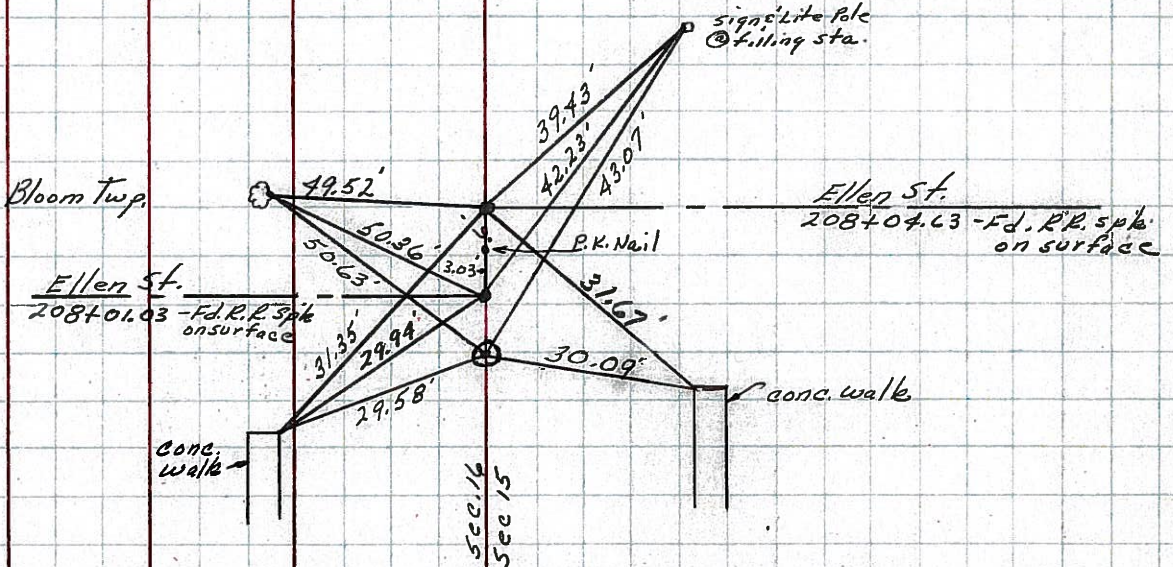 sign & Lite Pole
@ filling sta.
39.43'
42.23'
43.07'
Bloom Twp.
49.52'
Ellen St.
208+04.63 -Fd. R.R. spk.
on surface
50.36'
P.K. Nail
50.63'
3.03'
Ellen St.
208+01.03 -Fd. R.R. Spk
on surface
31.67'
31.35'
29.94'
30.09'
29.58'
conc. walk
conc.
walk
Sec. 16
Sec 15